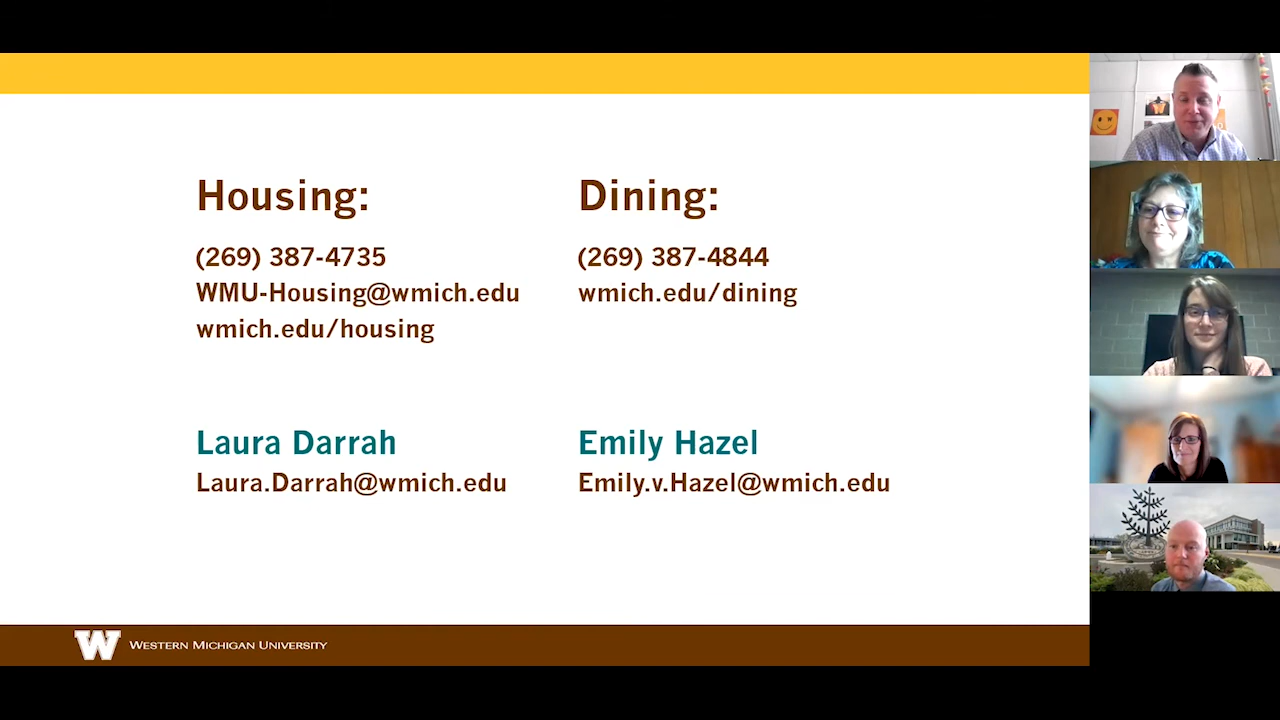 Housing:
(269) 387-4735
WMU-Housing@wmich.edu
wmich.edu/housing
Dining:
(269) 387-4844
wmich.edu/dining
Laura Darrah
Laura.Darrah@wmich.edu
Emily Hazel
Emily.v.Hazel@wmich.edu
W WESTERN MICHIGAN UNIVERSITY